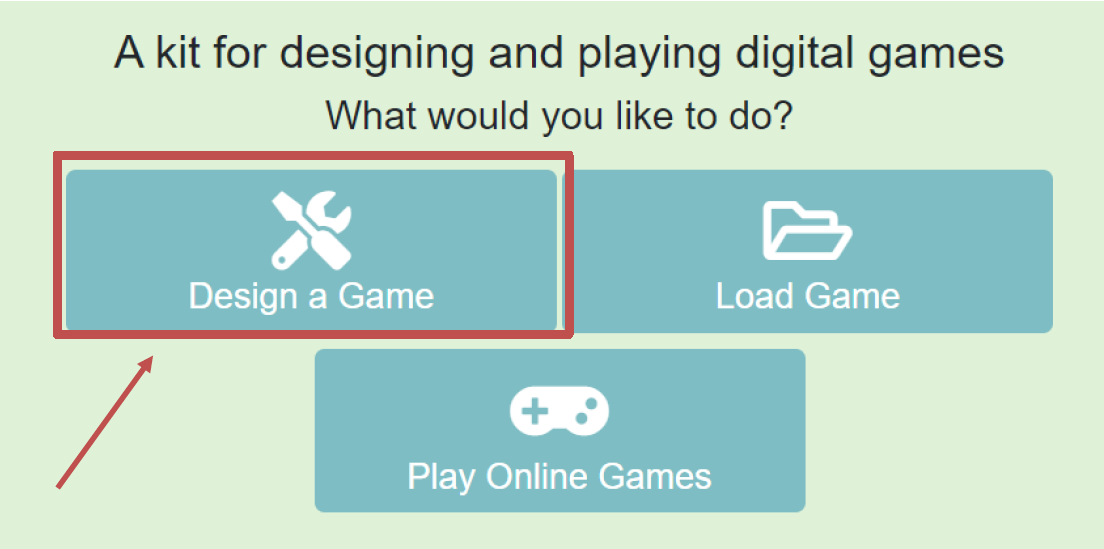 A kit for designing and playing digital games
What would you like to do?
Design a Game
Load Game
Play Online Games